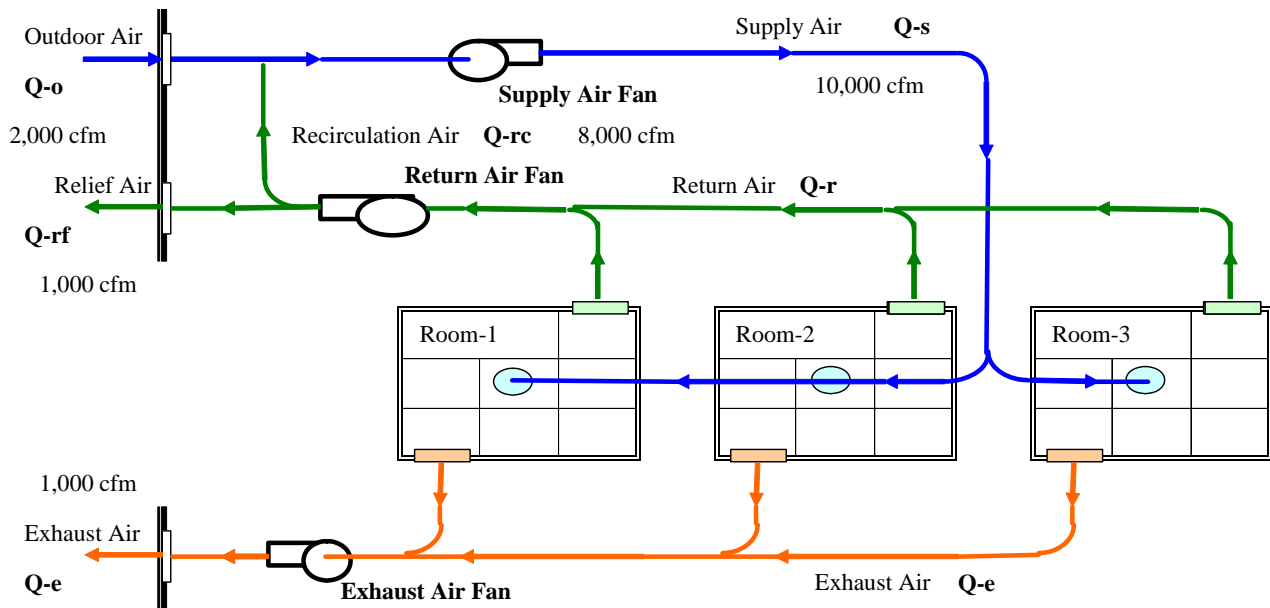 Outdoor Air
Supply Air Q-s
Q-o
Supply Air Fan
10,000 cfm
2,000 cfm
Recirculation Air Q-rc 8,000 cfm
Relief Air
Return Air Fan
Return Air Q-r
Q-rf
1,000 cfm
Room-1
Room-2
Room-3
1,000 cfm
Exhaust Air
Q-e
Exhaust Air Fan
Exhaust Air Q-e